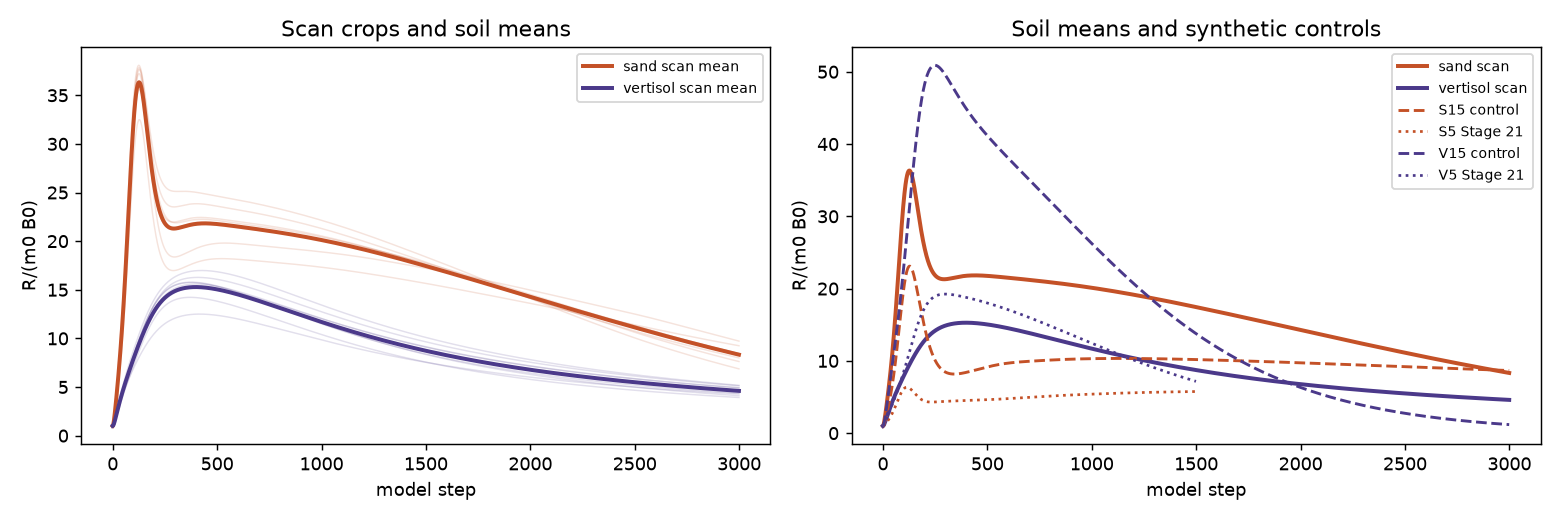 Scan crops and soil means
R/(m0 B0)
35
30
25
20
15
10
5
0
sand scan mean
vertisol scan mean
0 500 1000 1500 2000 2500 3000
model step
Soil means and synthetic controls
R/(m0 B0)
50
40
30
20
10
0
sand scan
vertisol scan
S15 control
S5 Stage 21
V15 control
V5 Stage 21
0 500 1000 1500 2000 2500 3000
model step